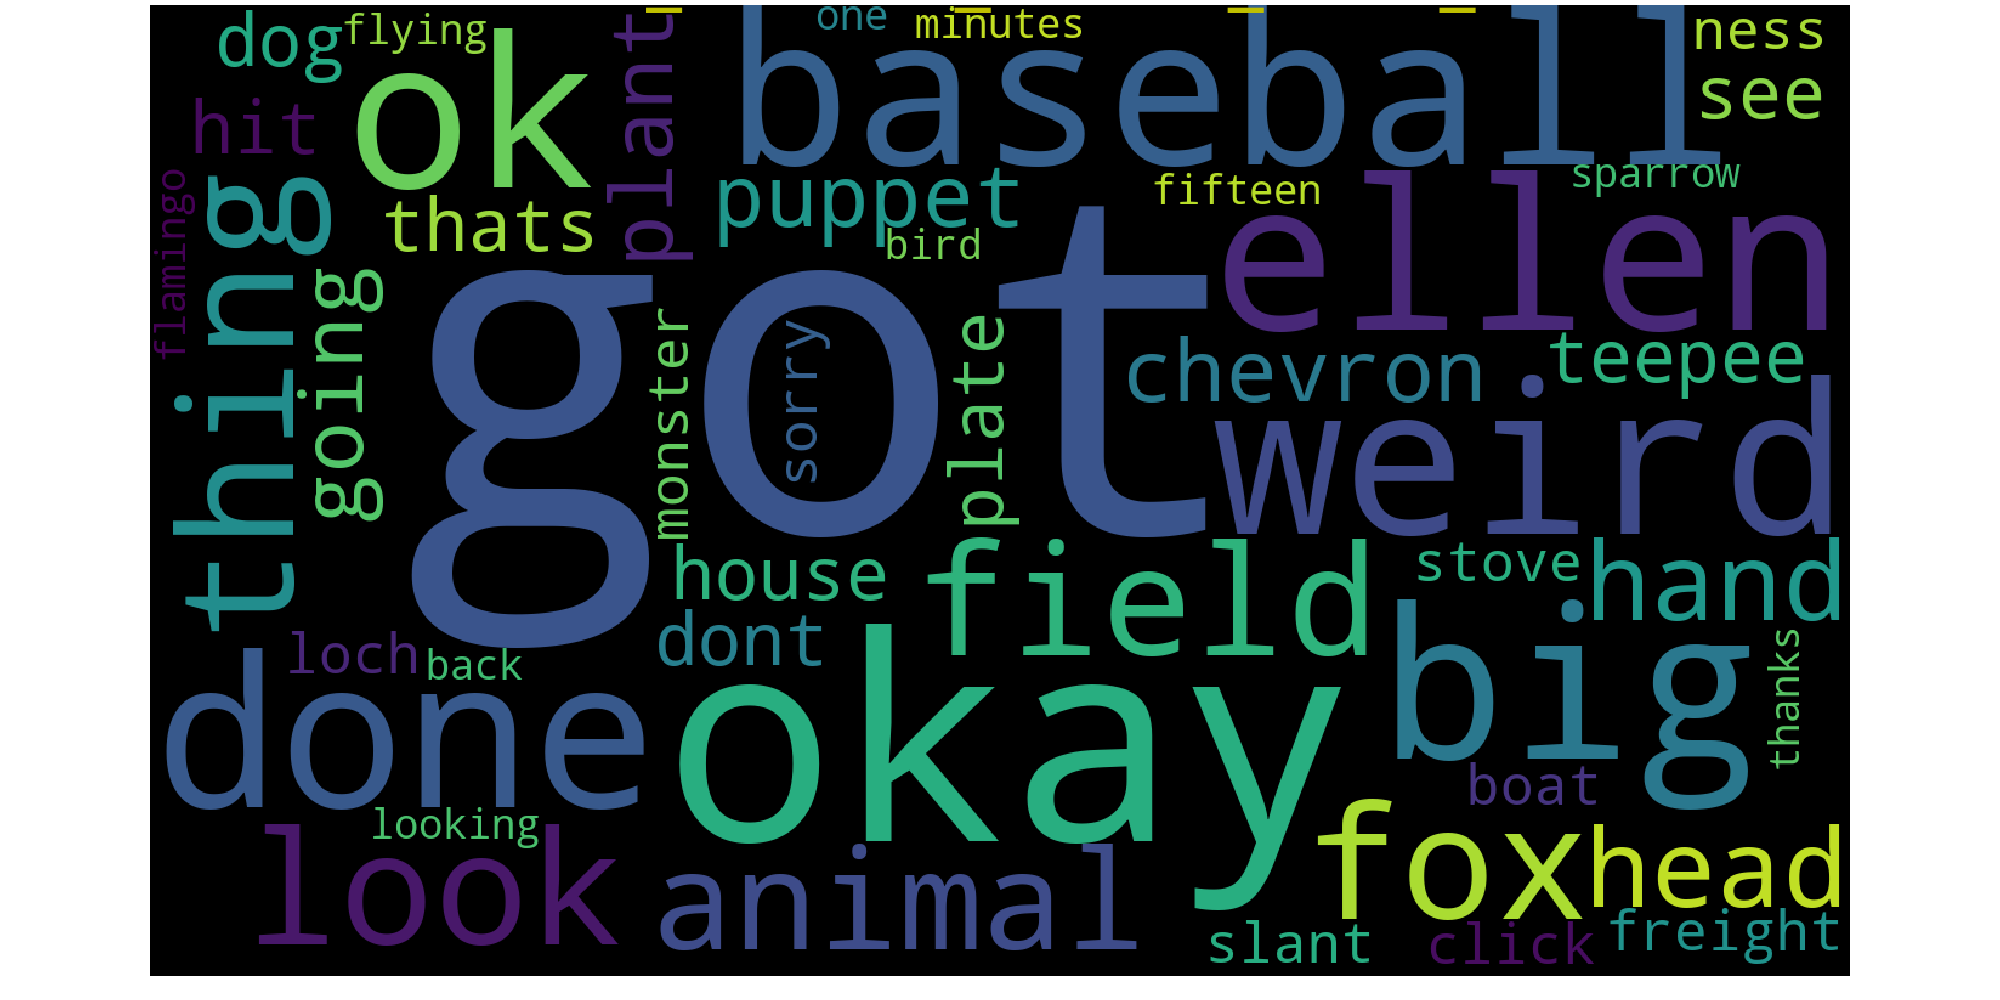 dog
flying
one
minutes
ness
ok
plant
baseball
see
hit
thats
puppet
fifteen
sparrow
flamingo
thing
bird
ellen
going
got
monster
sorry
plate
chevron
teepee
weird
house
field
stove
hand
dont
loch
back
done
okay
big
thanks
boat
looking
look
animal
fox
head
slant
click
freight